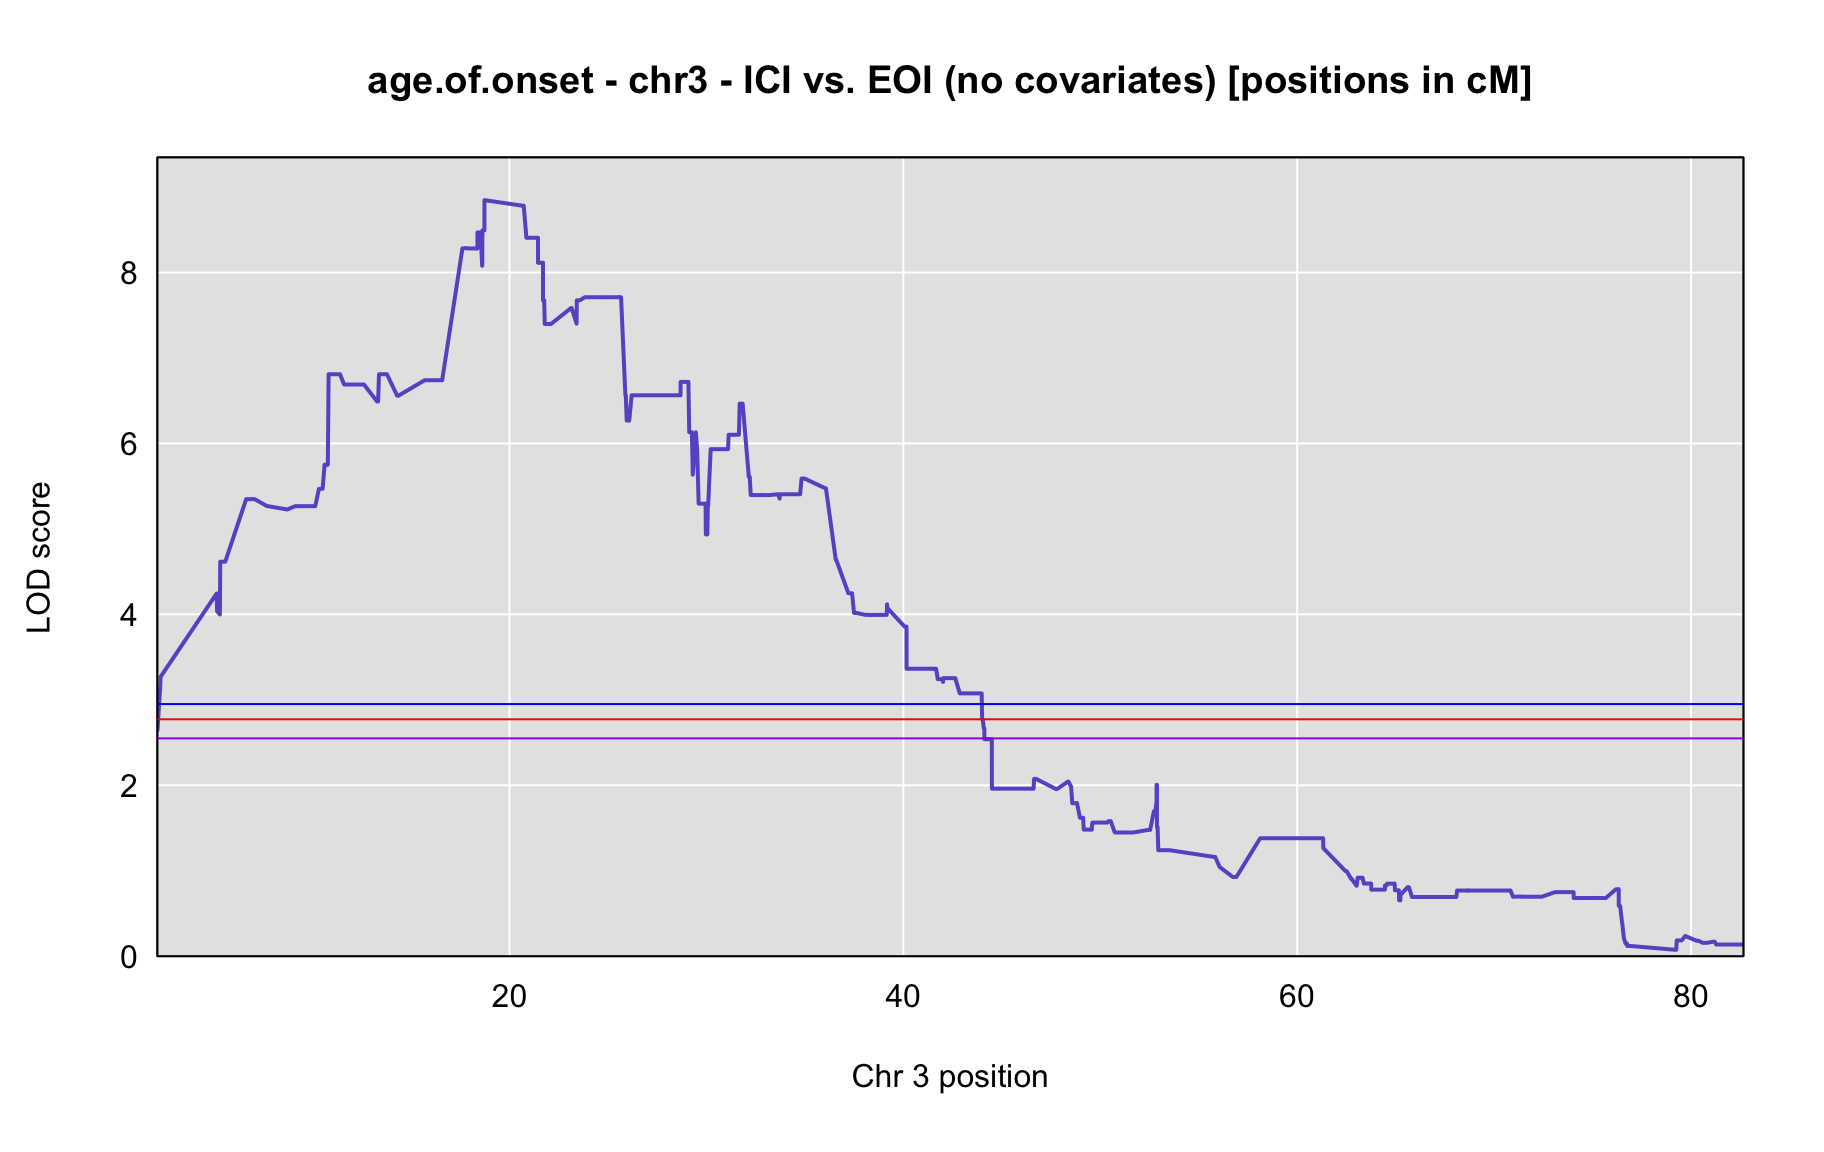 age.of.onset - chr3 - ICI vs. EOI (no covariates) [positions in cM]
LOD score
8
6
4
2
0
20 40 60 80
Chr 3 position